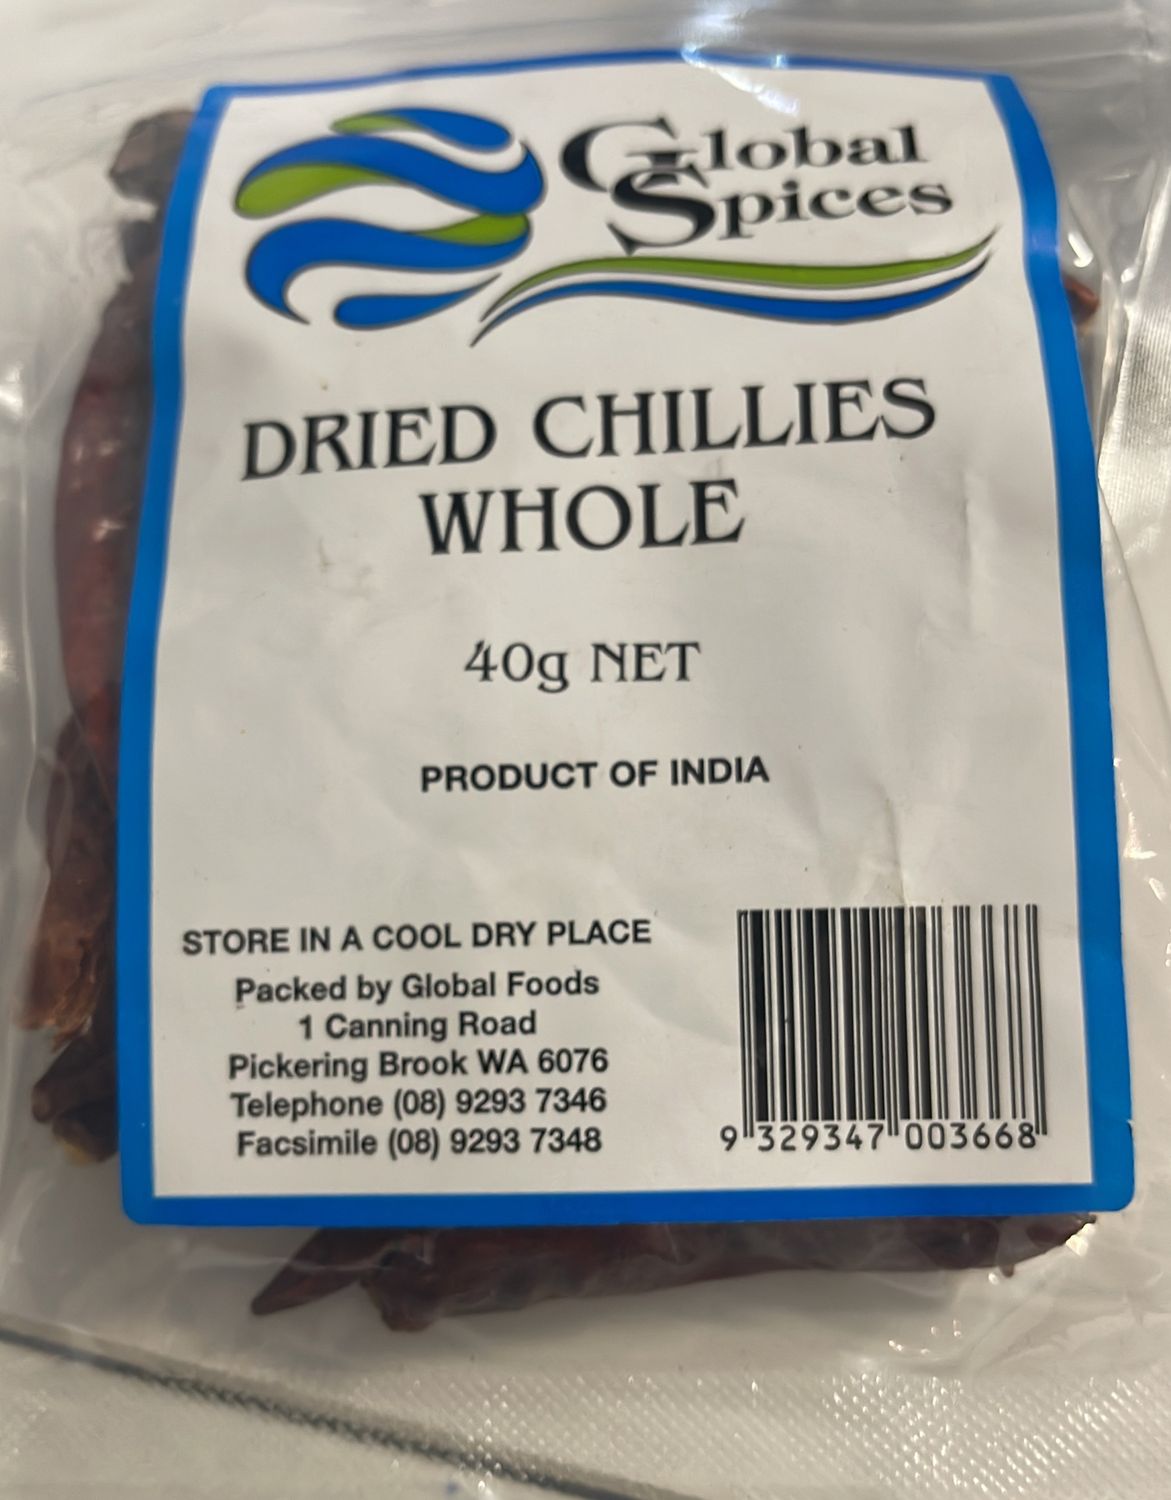 Global
Spices
DRIED CHILLIES
WHOLE
40g NET
PRODUCT OF INDIA
STORE IN A COOL DRY PLACE
Packed by Global Foods
1 Canning Road
Pickering Brook WA 6076
Telephone (08) 9293 7346
Facsimile (08) 9293 7348
9 329347 003668